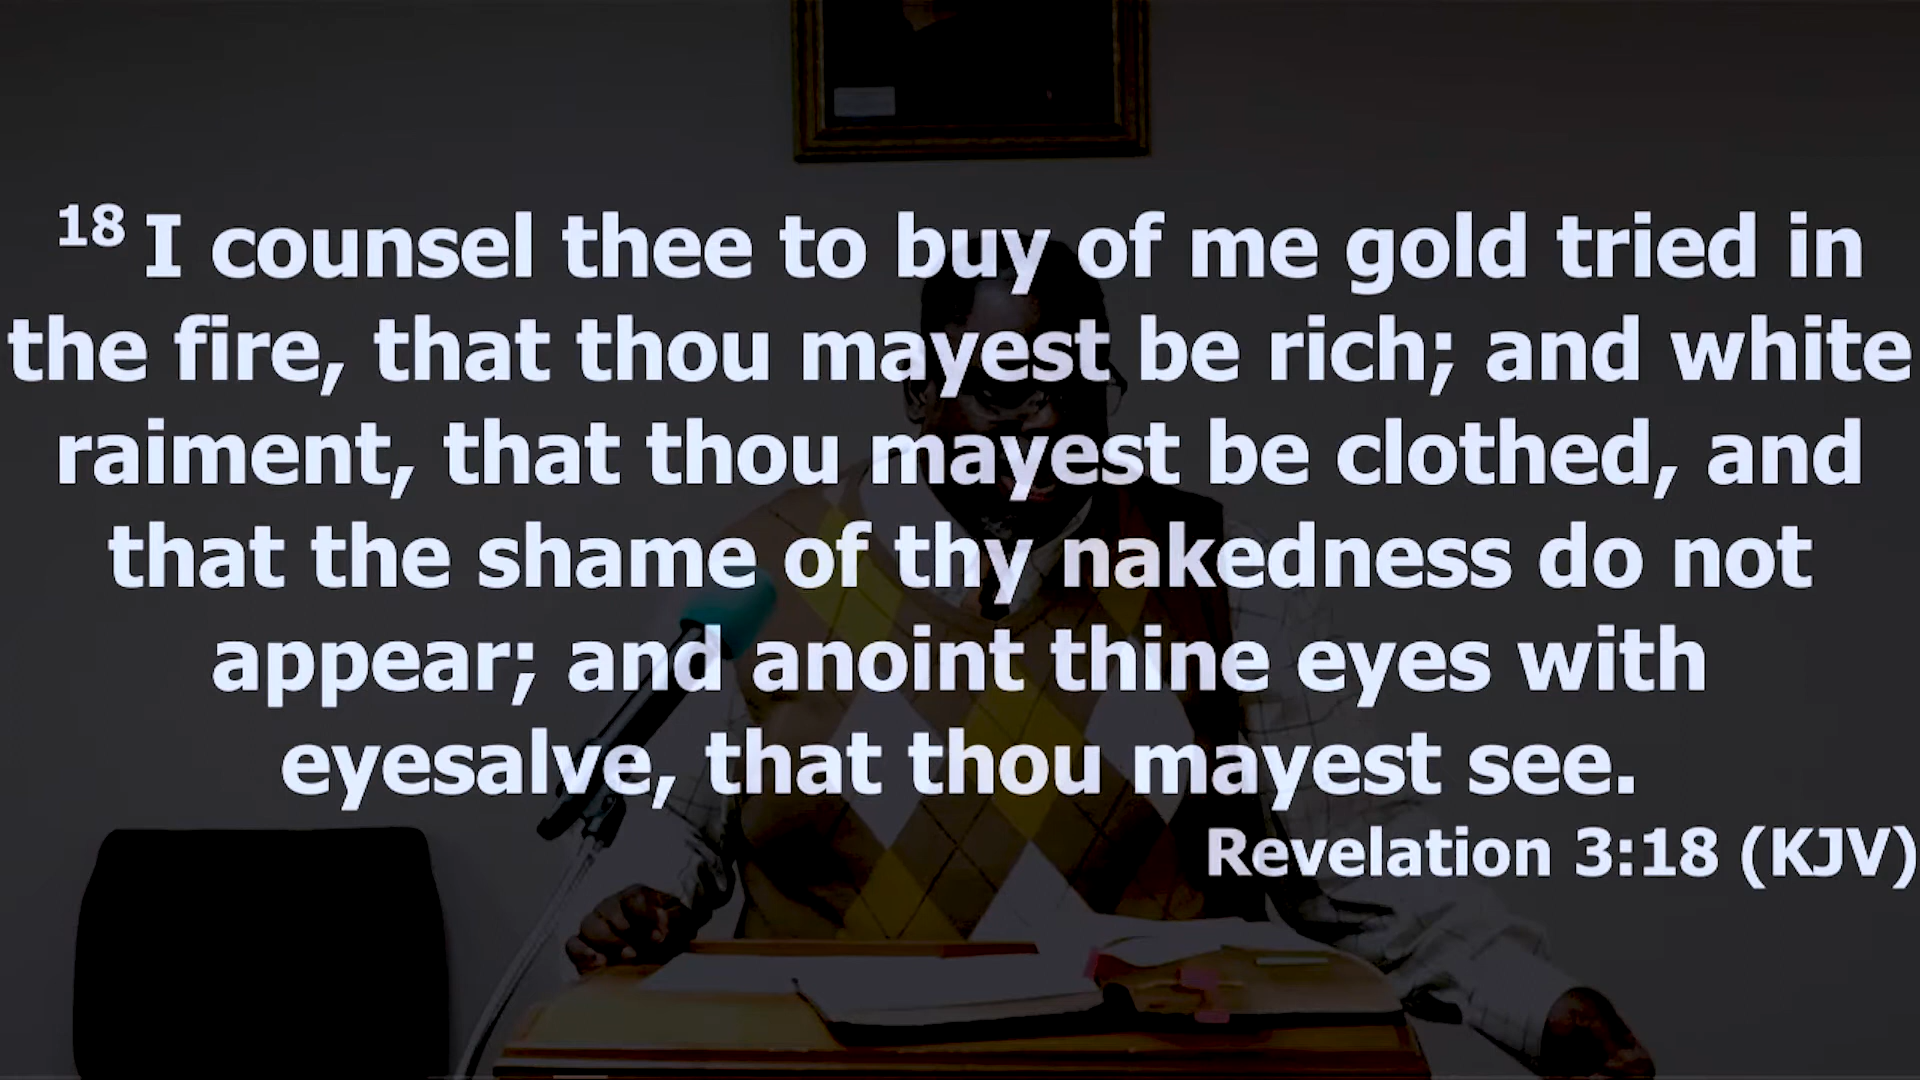 18 I counsel thee to buy of me gold tried in
the fire, that thou mayest be rich; and white
raiment, that thou mayest be clothed, and
that the shame of thy nakedness do not
appear; and anoint thine eyes with
eyesalve, that thou mayest see.
Revelation 3:18 (KJV)